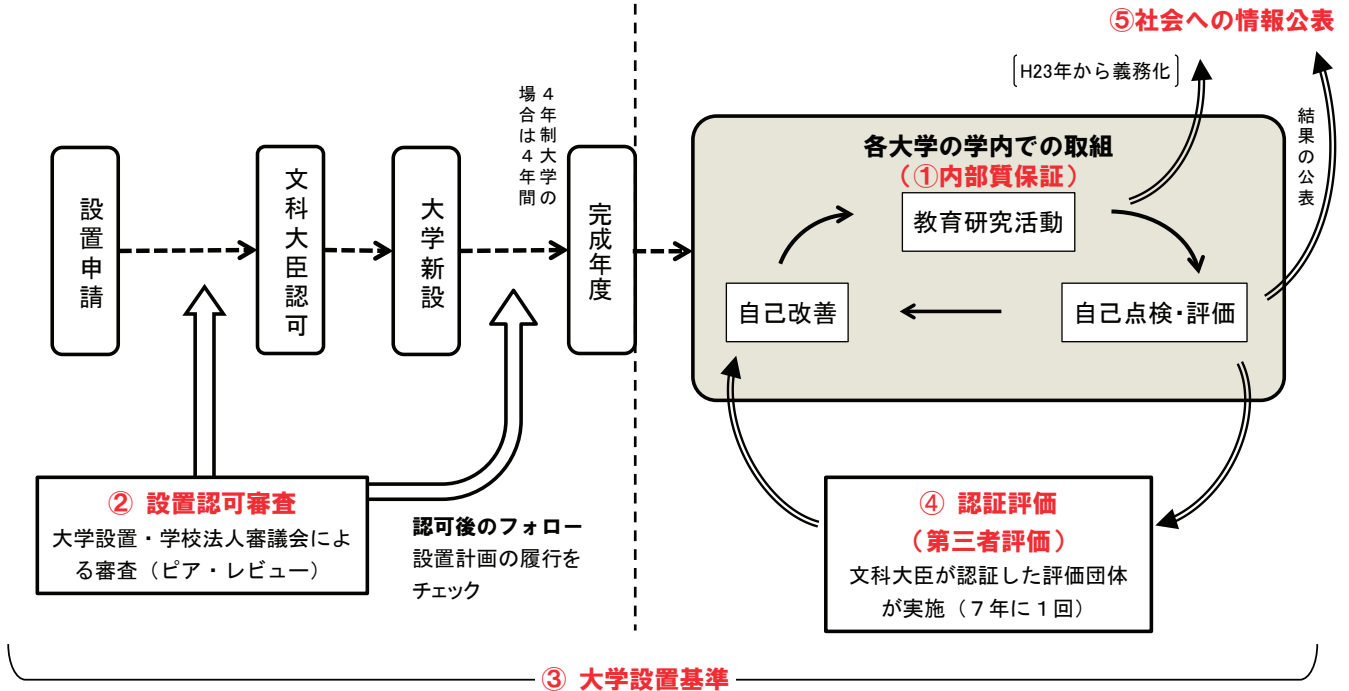 ⑤社会への情報公表
〔H23年から義務化〕
結果の公表
4年制大学の
場合は4年間
設置申請
文科大臣認可
大学新設
完成年度
各大学の学内での取組
（①内部質保証）
教育研究活動
自己改善
自己点検・評価
② 設置認可審査
大学設置・学校法人審議会によ
る審査（ピア・レビュー）
認可後のフォロー
設置計画の履行を
チェック
④ 認証評価
（第三者評価）
文科大臣が認証した評価団体
が実施（７年に１回）
③ 大学設置基準